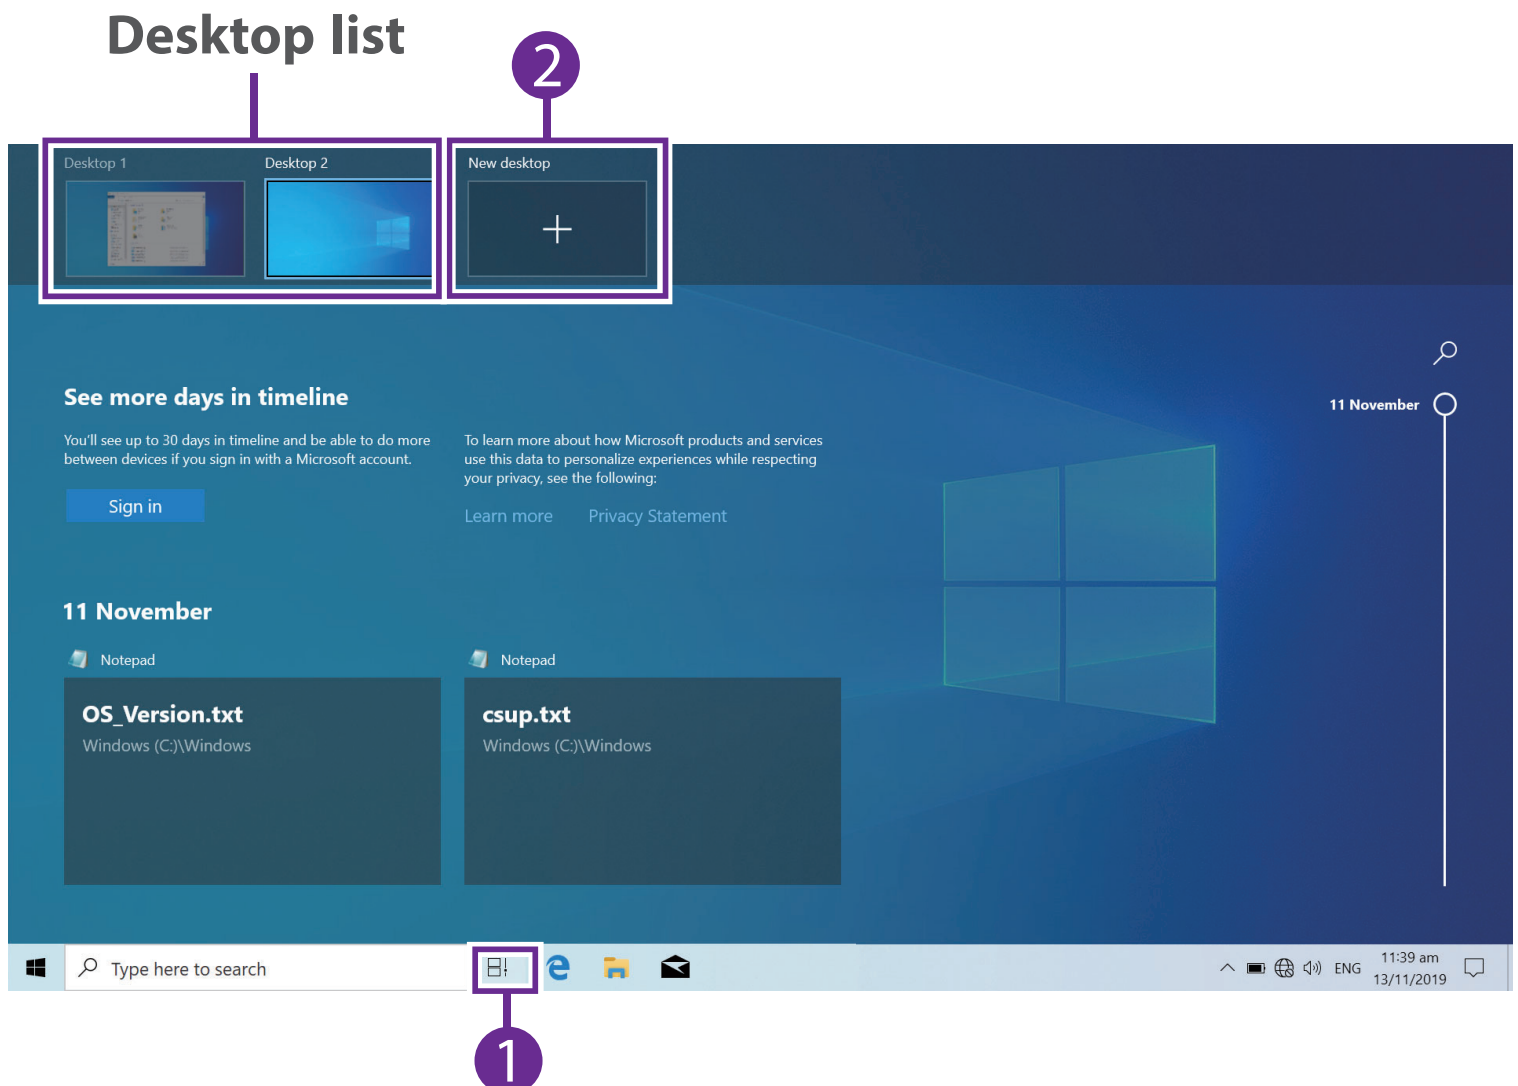 Desktop list
2
Desktop 1
Desktop 2
New desktop
See more days in timeline
You'll see up to 30 days in timeline and be able to do more
between devices if you sign in with a Microsoft account.
Sign in
To learn more about how Microsoft products and services
use this data to personalize experiences while respecting
your privacy, see the following:
Learn more
Privacy Statement
11 November
11 November
Notepad
OS_Version.txt
Windows (C:)\Windows
Notepad
csup.txt
Windows (C:)\Windows
Type here to search
ENG
11:39 am
13/11/2019
1